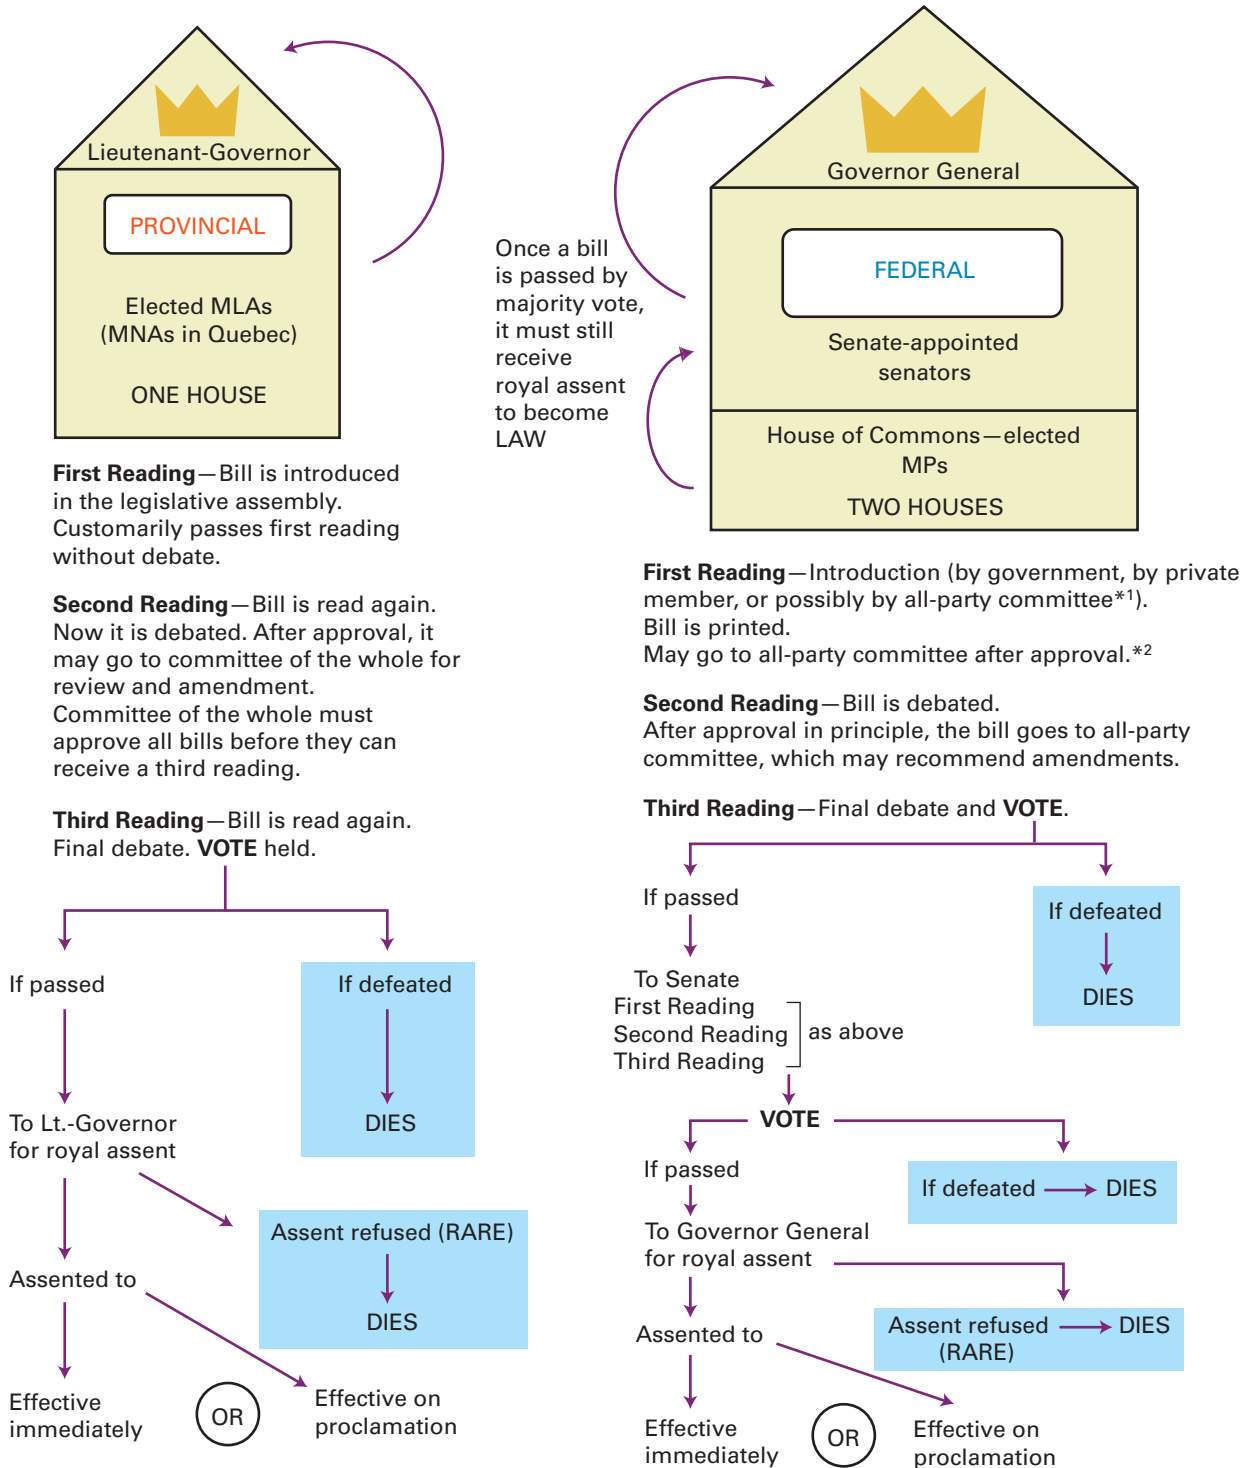 Lieutenant-Governor
PROVINCIAL
Elected MLAs
(MNAs in Quebec)
ONE HOUSE
First Reading—Bill is introduced
in the legislative assembly.
Customarily passes first reading
without debate.
Second Reading—Bill is read again.
Now it is debated. After approval, it
may go to committee of the whole for
review and amendment.
Committee of the whole must
approve all bills before they can
receive a third reading.
Third Reading—Bill is read again.
Final debate. VOTE held.
If passed
If defeated
DIES
To Lt.-Governor
for royal assent
Assent refused (RARE)
DIES
Assented to
Effective
immediately
OR
Effective on
proclamation
Once a bill
is passed by
majority vote,
it must still
receive
royal assent
to become
LAW
Governor General
FEDERAL
Senate-appointed
senators
House of Commons—elected
MPs
TWO HOUSES
First Reading—Introduction (by government, by private
member, or possibly by all-party committee*1).
Bill is printed.
May go to all-party committee after approval.*2
Second Reading—Bill is debated.
After approval in principle, the bill goes to all-party
committee, which may recommend amendments.
Third Reading—Final debate and VOTE.
If passed
If defeated
DIES
To Senate
First Reading
Second Reading
Third Reading
as above
VOTE
If passed
If defeated
DIES
To Governor General
for royal assent
Assent refused
(RARE)
DIES
Assented to
Effective
immediately
OR
Effective on
proclamation